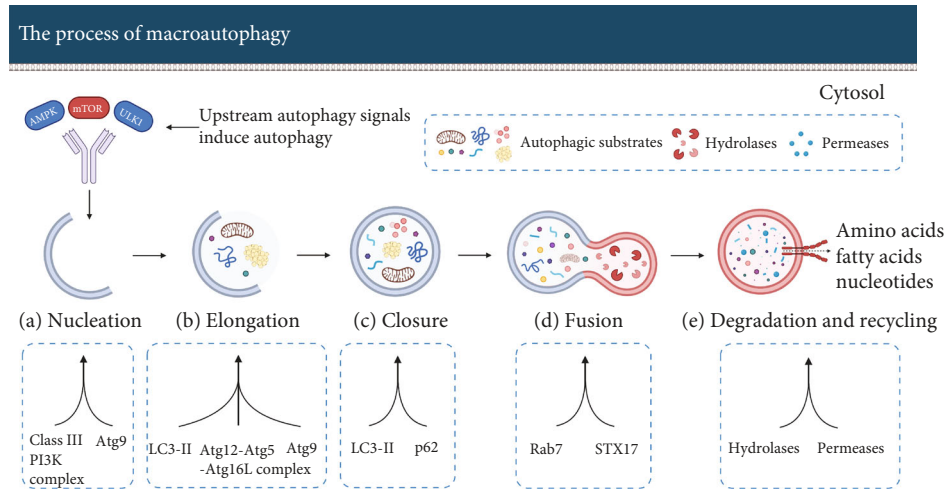 The process of macroautophagy
AMPK
mTOR
ULK1
Upstream autophagy signals
induce autophagy
Cytosol
Autophagic substrates
Hydrolases
Permeases
Amino acids
fatty acids
nucleotides
(a) Nucleation
(b) Elongation
(c) Closure
(d) Fusion
(e) Degradation and recycling
Class III
PI3K
complex
Atg9
LC3-II
Atg12-Atg5
-Atg16L complex
Atg9
LC3-II
p62
Rab7
STX17
Hydrolases
Permeases